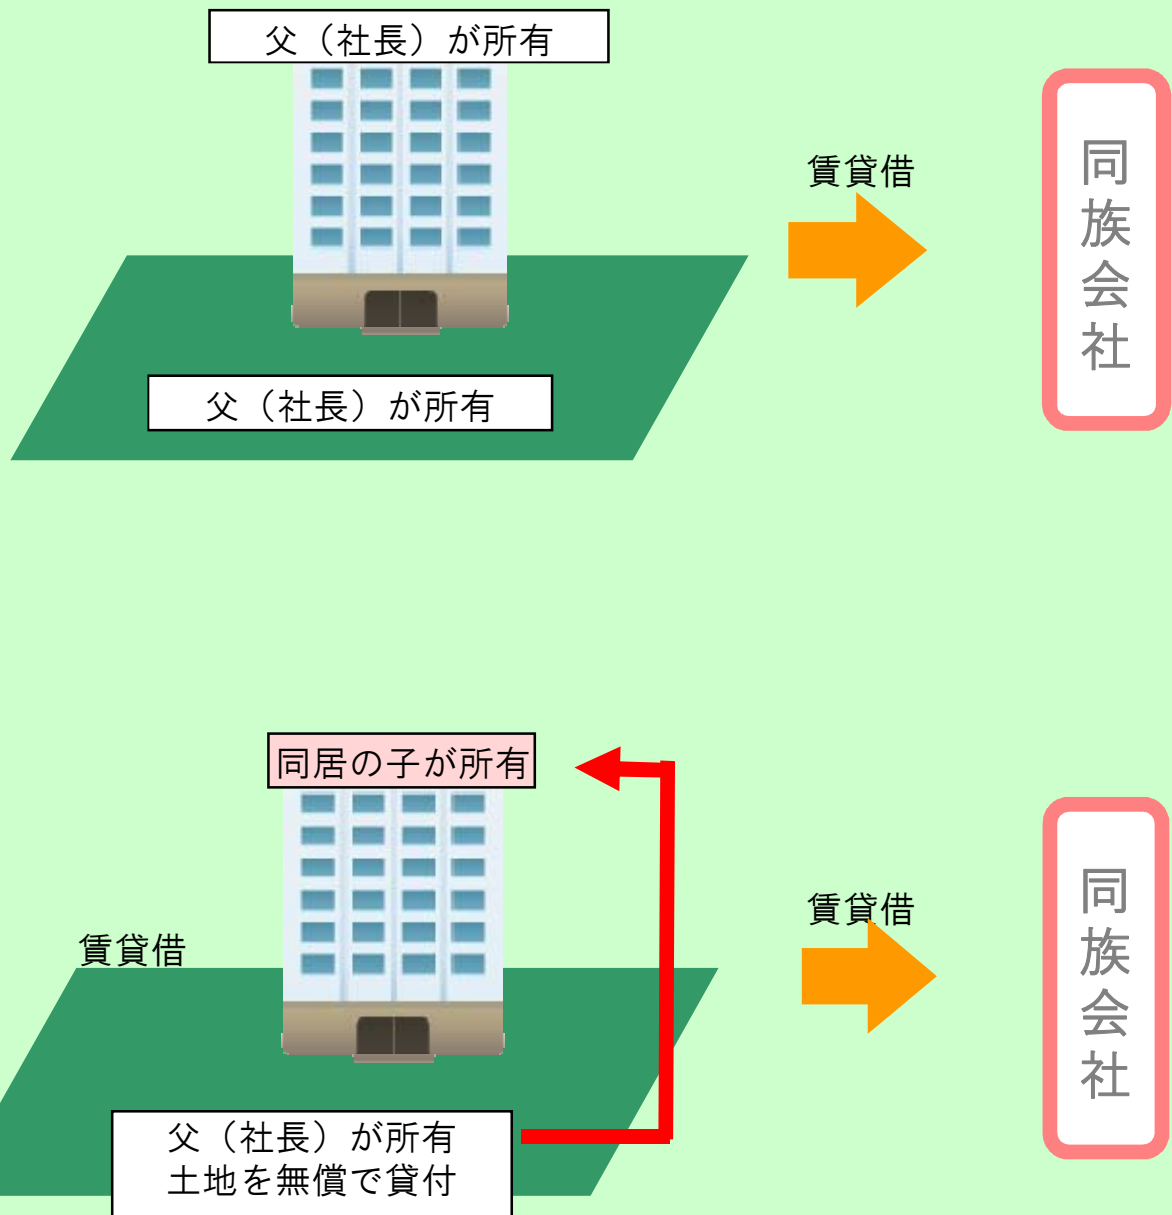 父（社長）が所有
賃貸借
同族会社
父（社長）が所有
同居の子が所有
賃貸借
賃貸借
同族会社
父（社長）が所有
土地を無償で貸付